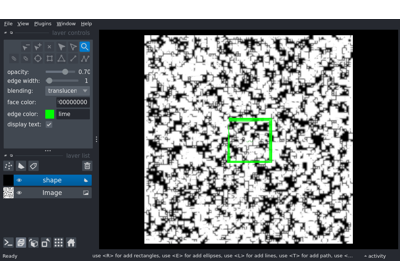 File View Plugins Window Help
layer controls
opacity: 0.70
edge width: 1
blending: translucen
face color: 00000000
edge color: lime
display text:
layer list
shape
Image
Ready
use <R> for add rectangles, use <E> for add ellipses, use <L> for add lines, use <T> for add path, use <...
activity